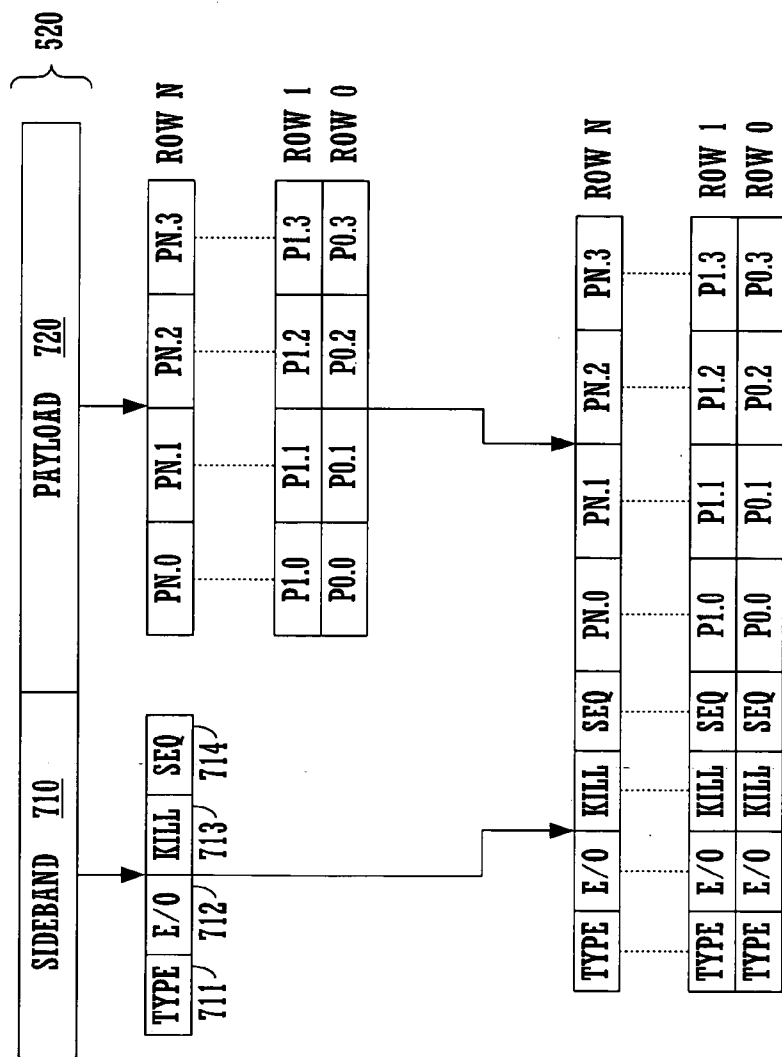 SIDEBAND 710 PAYLOAD 720 520
TYPE E/O KILL SEQ
711 712 713 714
PN.0 PN.1 PN.2 PN.3 ROW N
P1.0 P1.1 P1.2 P1.3 ROW 1
P0.0 P0.1 P0.2 P0.3 ROW 0
TYPE E/O KILL SEQ PN.0 PN.1 PN.2 PN.3 ROW N
TYPE E/O KILL SEQ P1.0 P1.1 P1.2 P1.3 ROW 1
TYPE E/O KILL SEQ P0.0 P0.1 P0.2 P0.3 ROW 0